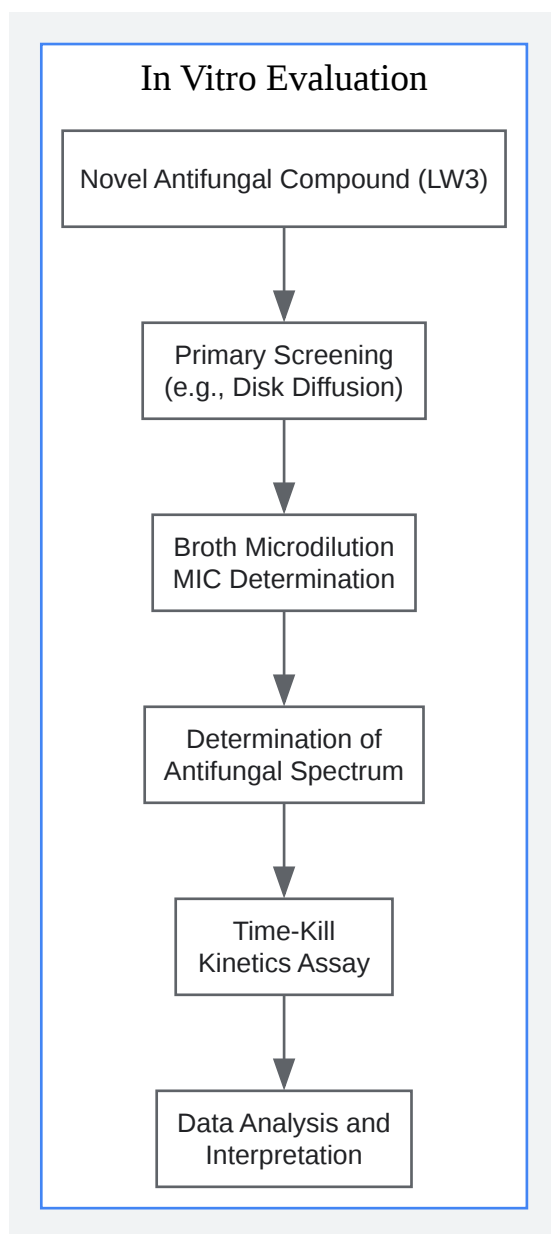 In Vitro Evaluation
Novel Antifungal Compound (LW3)
Primary Screening
(e.g., Disk Diffusion)
Broth Microdilution
MIC Determination
Determination of
Antifungal Spectrum
Time-Kill
Kinetics Assay
Data Analysis and
Interpretation